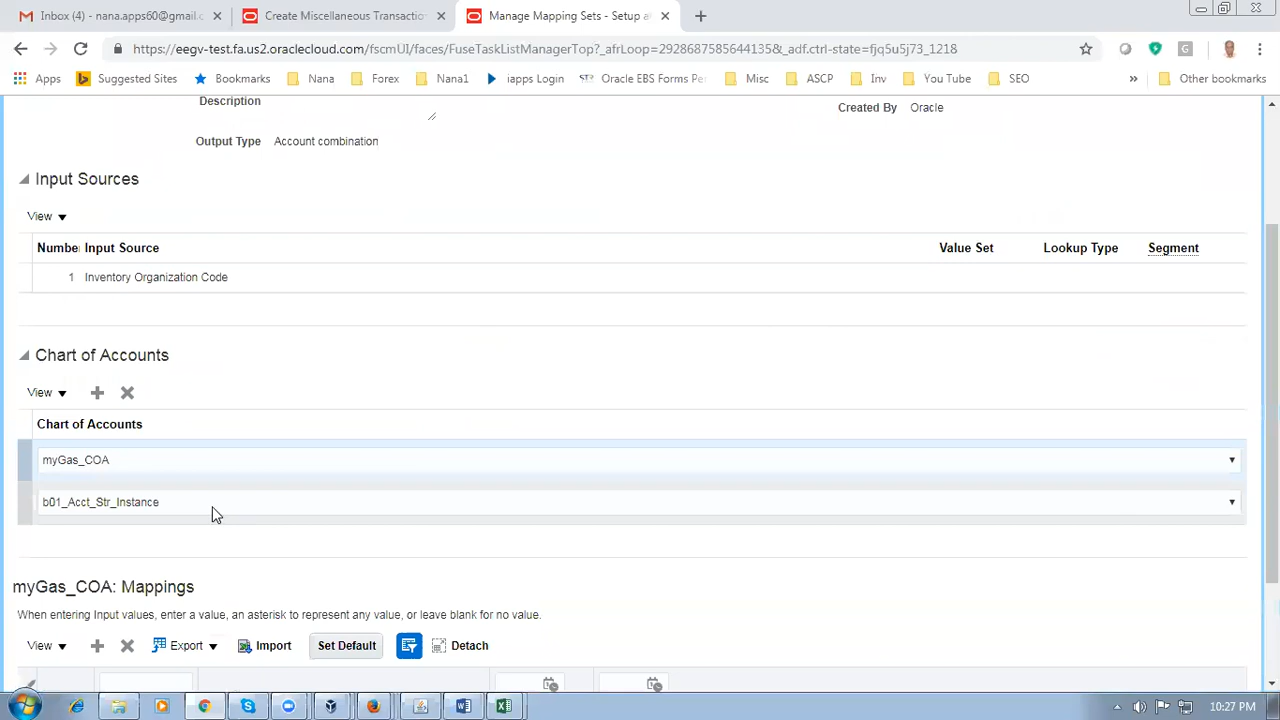 Inbox (4) - nana.apps60@gmail.c
Create Miscellaneous Transactio
Manage Mapping Sets - Setup a
https://eegv-test.fa.us2.oraclecloud.com/fscmUI/faces/FuseTaskListManagerTop?_afrLoop=29286875856441358&_adf.ctrl-state=fjq5u5j73_1218
Apps
Suggested Sites
Bookmarks
Nana
Forex
Nana1
iapps Login
Oracle EBS Forms Pe
Misc
ASCP
Inv
You Tube
SEO
»
Other bookmarks
Description
Created By Oracle
Output Type Account combination
Input Sources
View
Numbe Input Source Value Set Lookup Type Segment
1 Inventory Organization Code
Chart of Accounts
View
Chart of Accounts
myGas_COA
b01_Acct_Str_Instance
myGas_COA: Mappings
When entering Input values, enter a value, an asterisk to represent any value, or leave blank for no value.
View Export Import Set Default Detach
10:27 PM